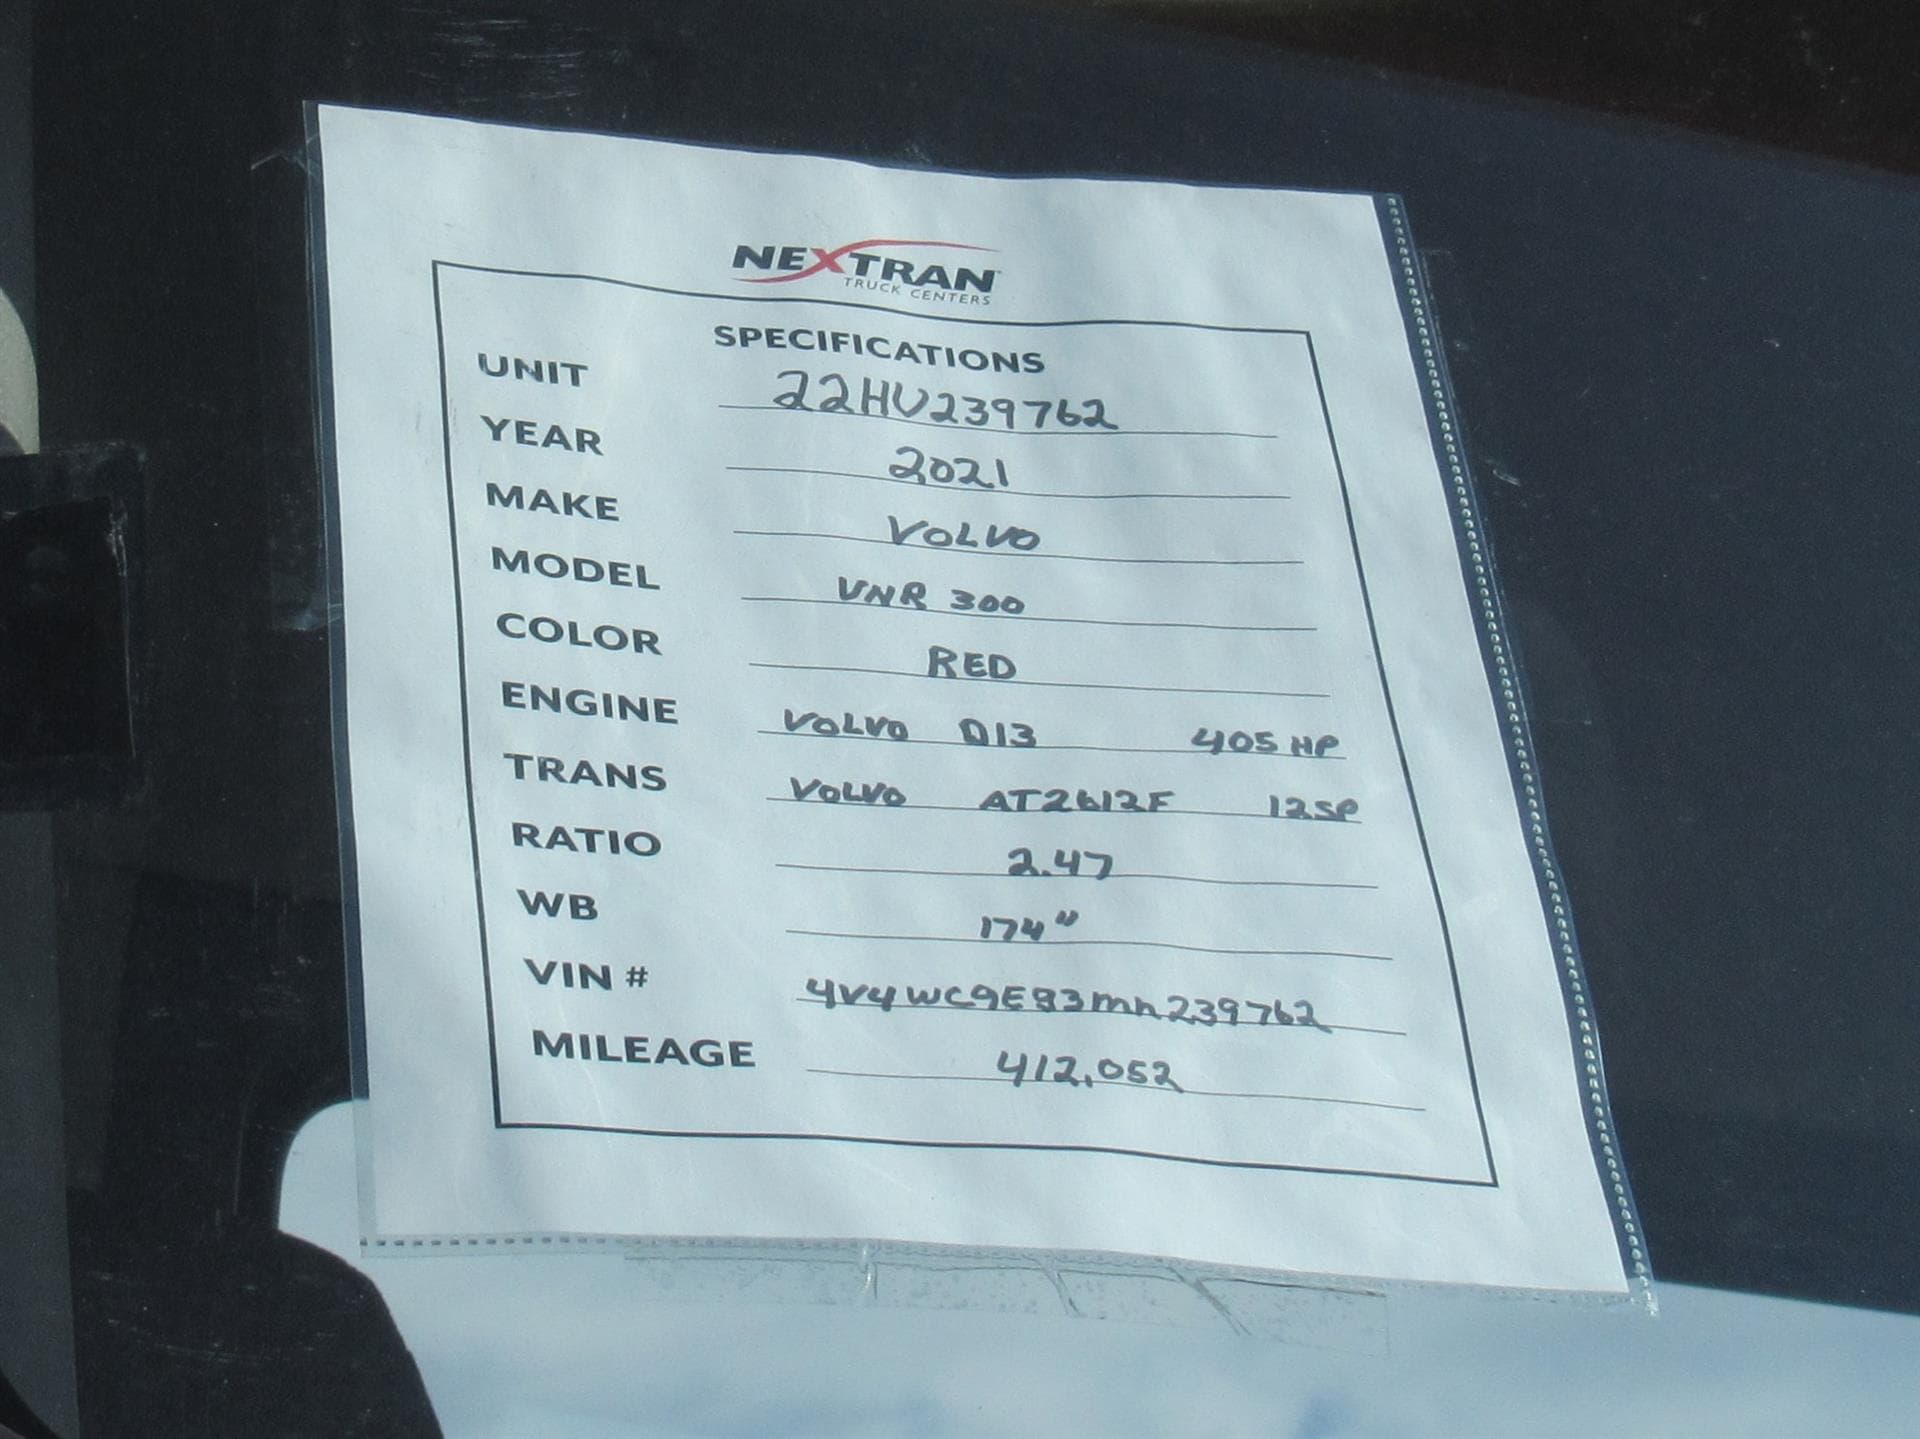 NEXTRAN
TRUCK CENTERS
SPECIFICATIONS
UNIT 22HU239762
YEAR 2021
MAKE VOLVO
MODEL VNR 300
COLOR RED
ENGINE VOLVO D13 405 HP
TRANS VOLVO AT2612F 12SP
RATIO 2.47
WB 174"
VIN # 4V4WC9E83mn239762
MILEAGE 412,052